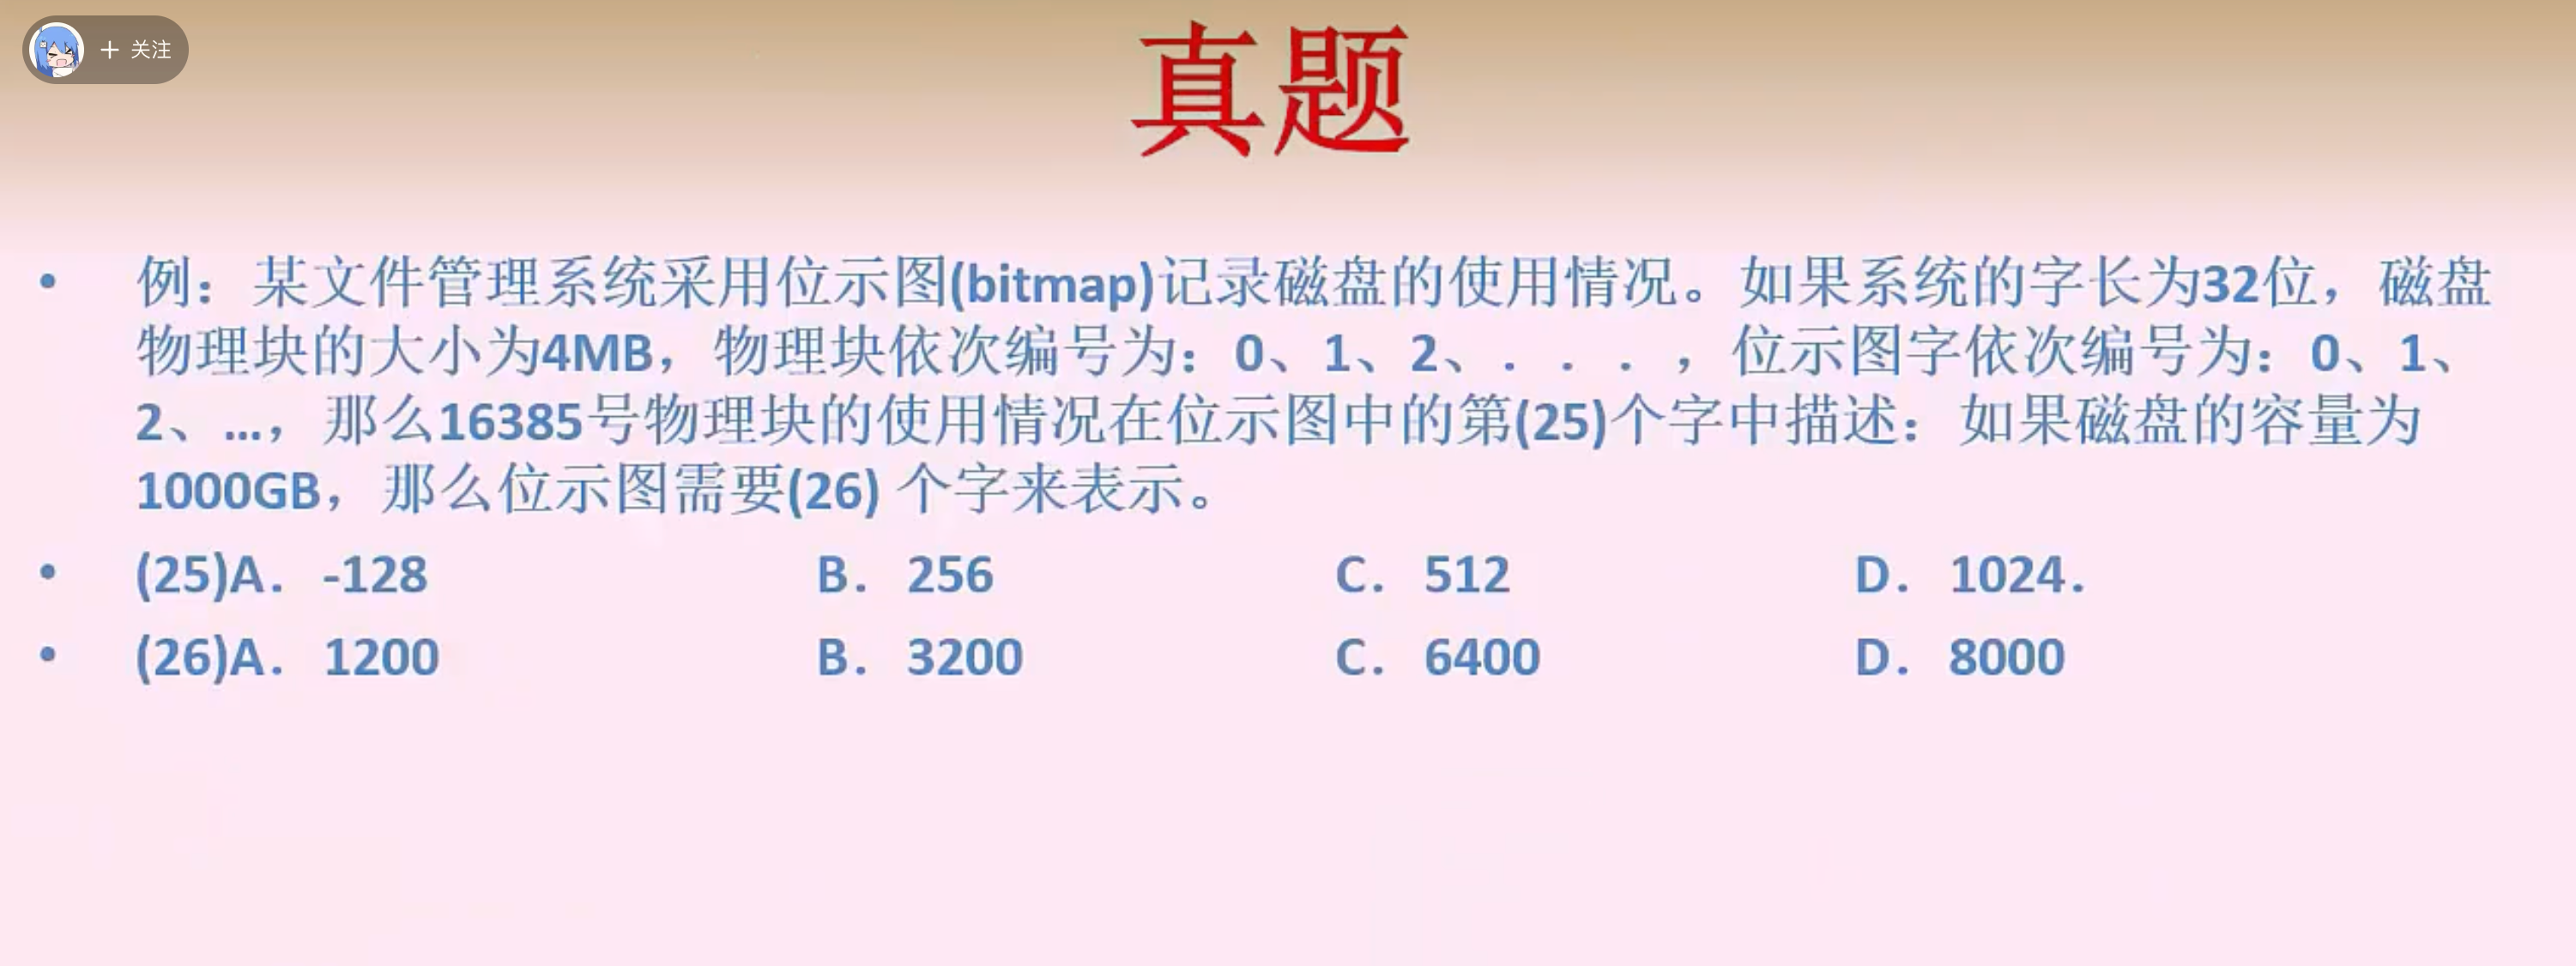 + 关注
真题
• 例：某文件管理系统采用位示图(bitmap)记录磁盘的使用情况。如果系统的字长为32位，磁盘
物理块的大小为4MB，物理块依次编号为：0、1、2、. . . ，位示图字依次编号为：0、1、
2、...，那么16385号物理块的使用情况在位示图中的第(25)个字中描述：如果磁盘的容量为
1000GB，那么位示图需要(26) 个字来表示。
• (25)A. -128 B. 256 C. 512 D. 1024.
• (26)A. 1200 B. 3200 C. 6400 D. 8000